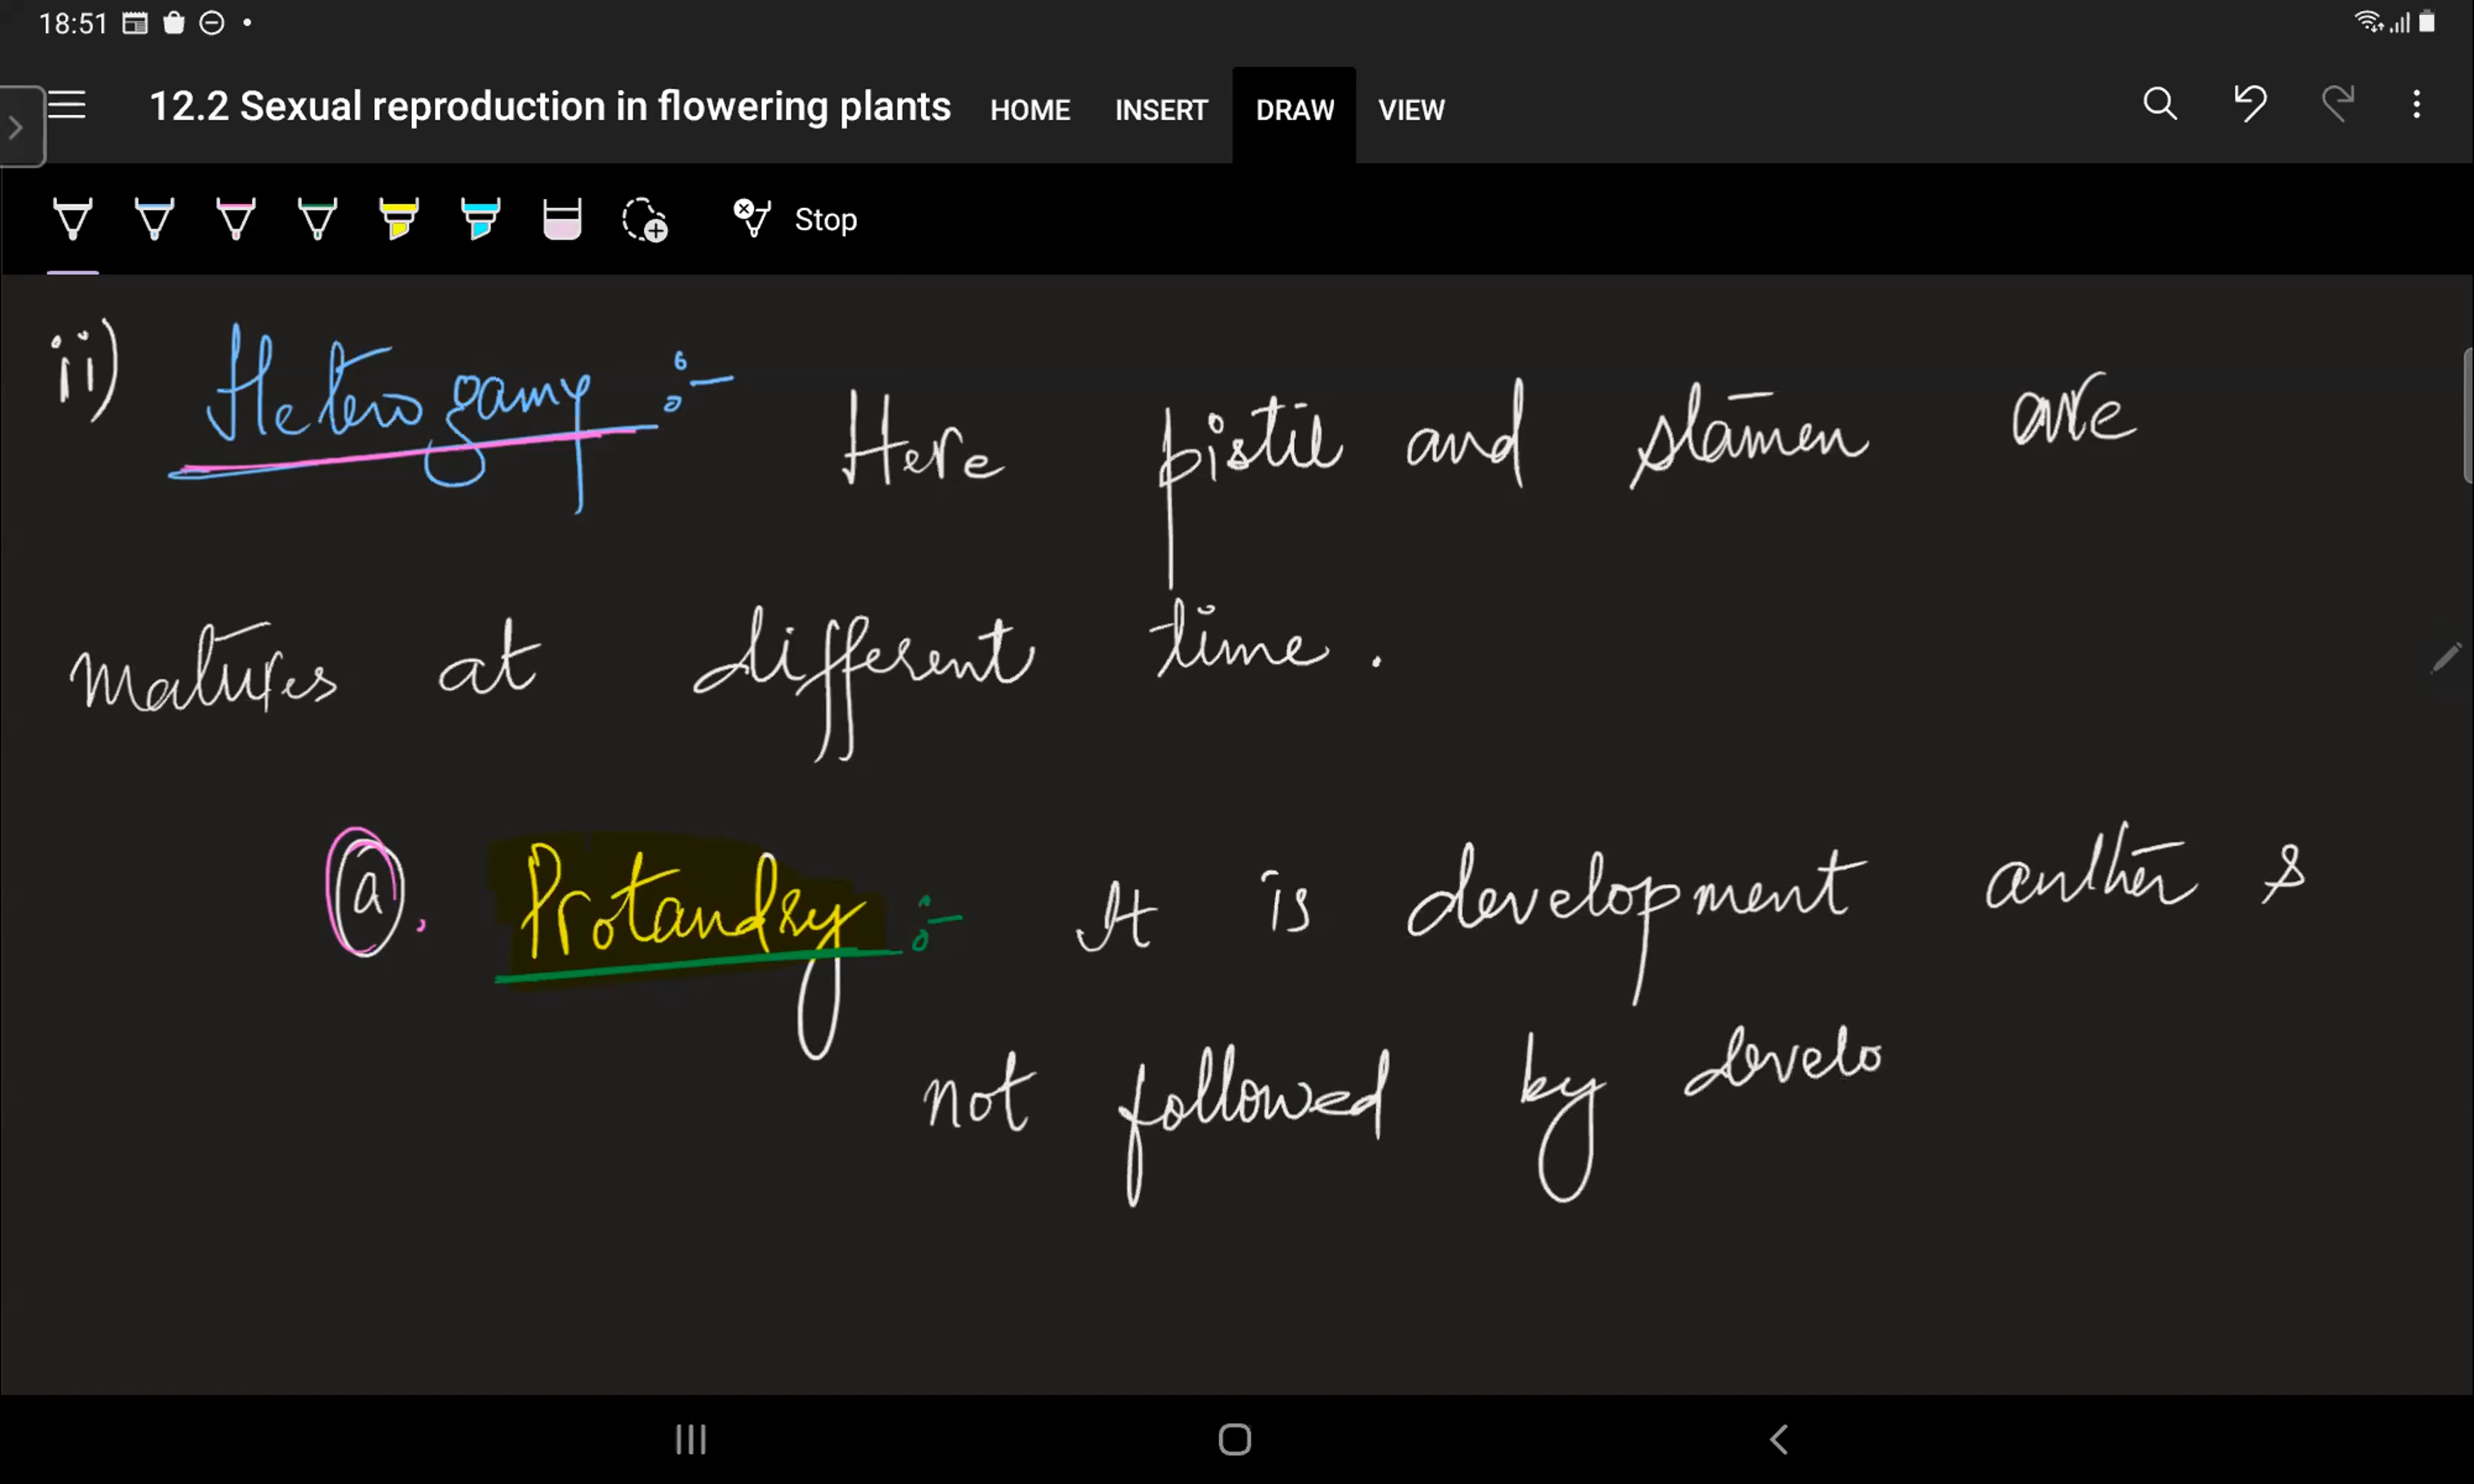 18:51
12.2 Sexual reproduction in flowering plants HOME INSERT DRAW VIEW
Stop
ii) Heterogamy :- Here pistil and stamen are
matures at different time.
a. Protandry :- It is development anther s
not followed by develo